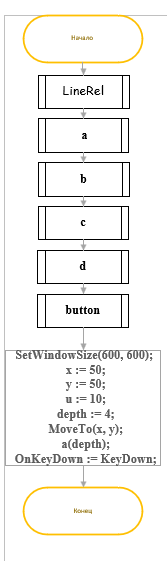 Начало
LineRel
a
b
c
d
button
SetWindowSize(600, 600);
x := 50;
y := 50;
u := 10;
depth := 4;
MoveTo(x, y);
a(depth);
OnKeyDown := KeyDown;
Конец